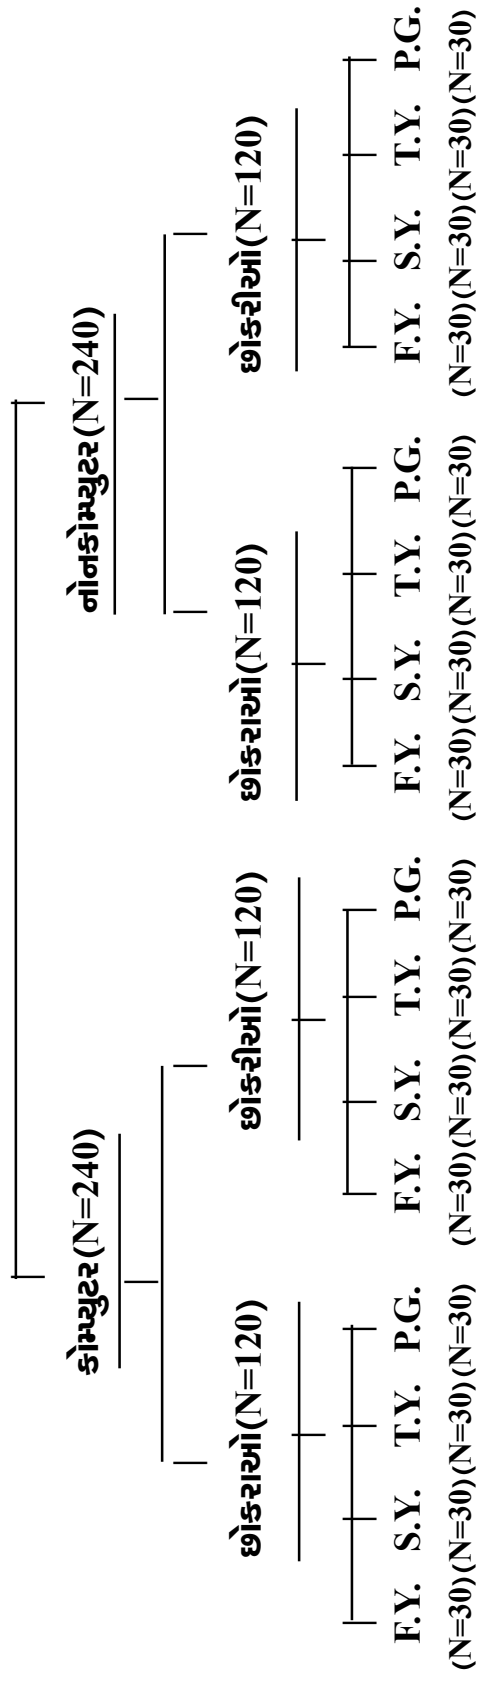 કોમ્પ્યુટર(N=240) નોનકોમ્પ્યુટર(N=240)
છોકરાઓ(N=120) છોકરીઓ(N=120) છોકરાઓ(N=120) છોકરીઓ(N=120)
F.Y. S.Y. T.Y. P.G. F.Y. S.Y. T.Y. P.G. F.Y. S.Y. T.Y. P.G. F.Y. S.Y. T.Y. P.G.
(N=30)(N=30)(N=30)(N=30) (N=30)(N=30)(N=30)(N=30) (N=30)(N=30)(N=30)(N=30) (N=30)(N=30)(N=30)(N=30)